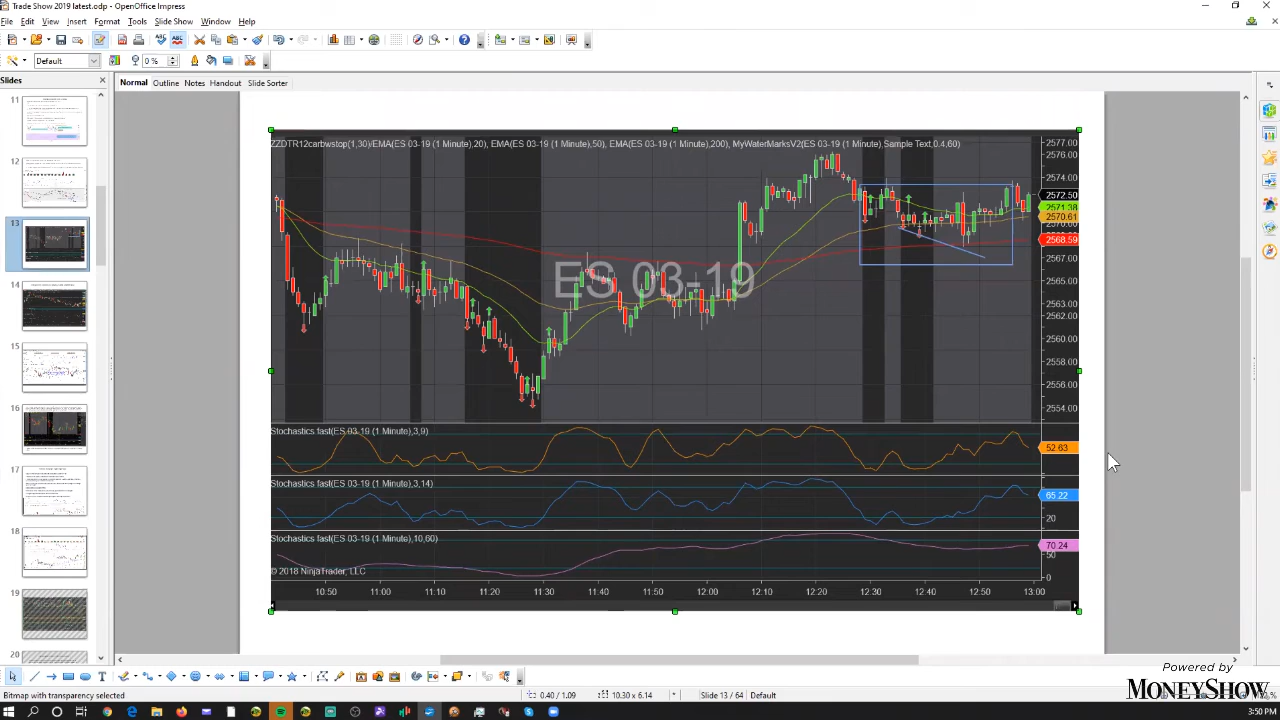 Trade Show 2019 latest.odp - OpenOffice Impress
File Edit View Insert Format Tools Slide Show Window Help
Default
0 %
Slides
Normal Outline Notes Handout Slide Sorter
11
12
13
14
15
16
17
18
19
20
ZZDTR12carbwstop(1,30)/EMA(ES 03-19 (1 Minute),20), EMA(ES 03-19 (1 Minute),50), EMA(ES 03-19 (1 Minute),200), MyWaterMarksV2(ES 03-19 (1 Minute),Sample Text,0.4,60)
ES 03-19
2577.00
2576.00
2574.00
2572.50
2571.38
2570.61
2570.00
2568.59
2567.00
2565.00
2563.00
2562.00
2560.00
2558.00
2556.00
2554.00
Stochastics fast(ES 03-19 (1 Minute),3,9)
52.63
Stochastics fast(ES 03-19 (1 Minute),3,14)
65.22
20
Stochastics fast(ES 03-19 (1 Minute),10,60)
70.24
50
0
© 2018 NinjaTrader, LLC
10:50 11:00 11:10 11:20 11:30 11:40 11:50 12:00 12:10 12:20 12:30 12:40 12:50 13:00
Powered by
MONEYSHOW
Bitmap with transparency selected
0.40 / 1.09
10.30 x 6.14
Slide 13 / 64
Default
3:50 PM